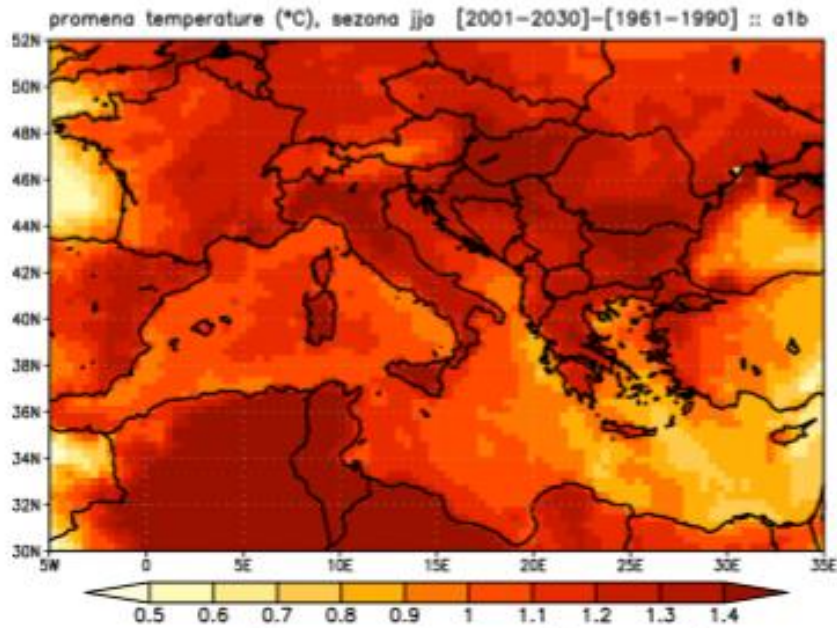 promena temperature (°C), sezona jja [2001-2030]-[1961-1990] :: a1b
52N
50N
48N
46N
44N
42N
40N
38N
36N
34N
32N
30N
5W 0 5E 10E 15E 20E 25E 30E 35E
0.5 0.6 0.7 0.8 0.9 1 1.1 1.2 1.3 1.4